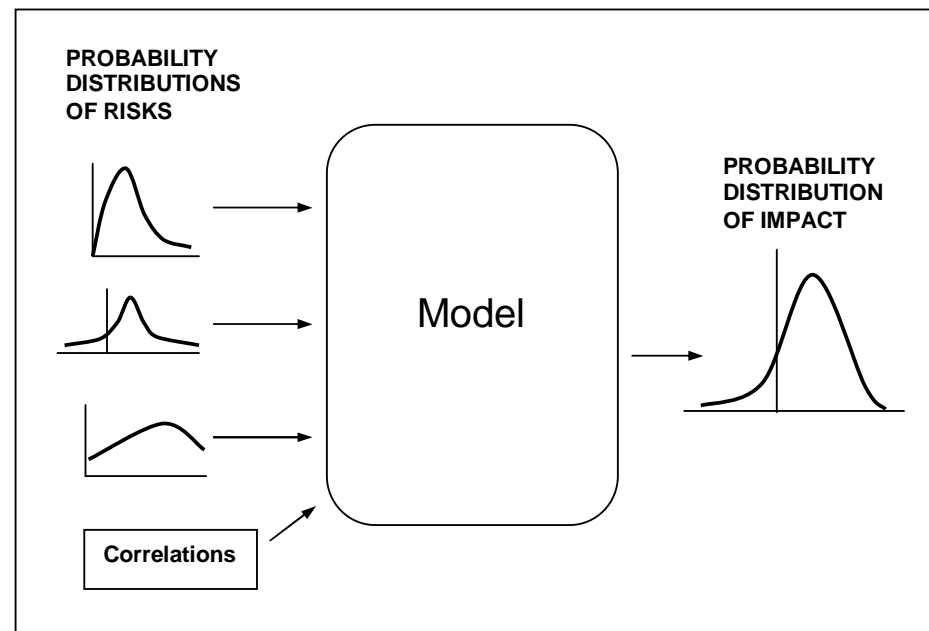 PROBABILITY
DISTRIBUTIONS
OF RISKS
Model
PROBABILITY
DISTRIBUTION
OF IMPACT
Correlations